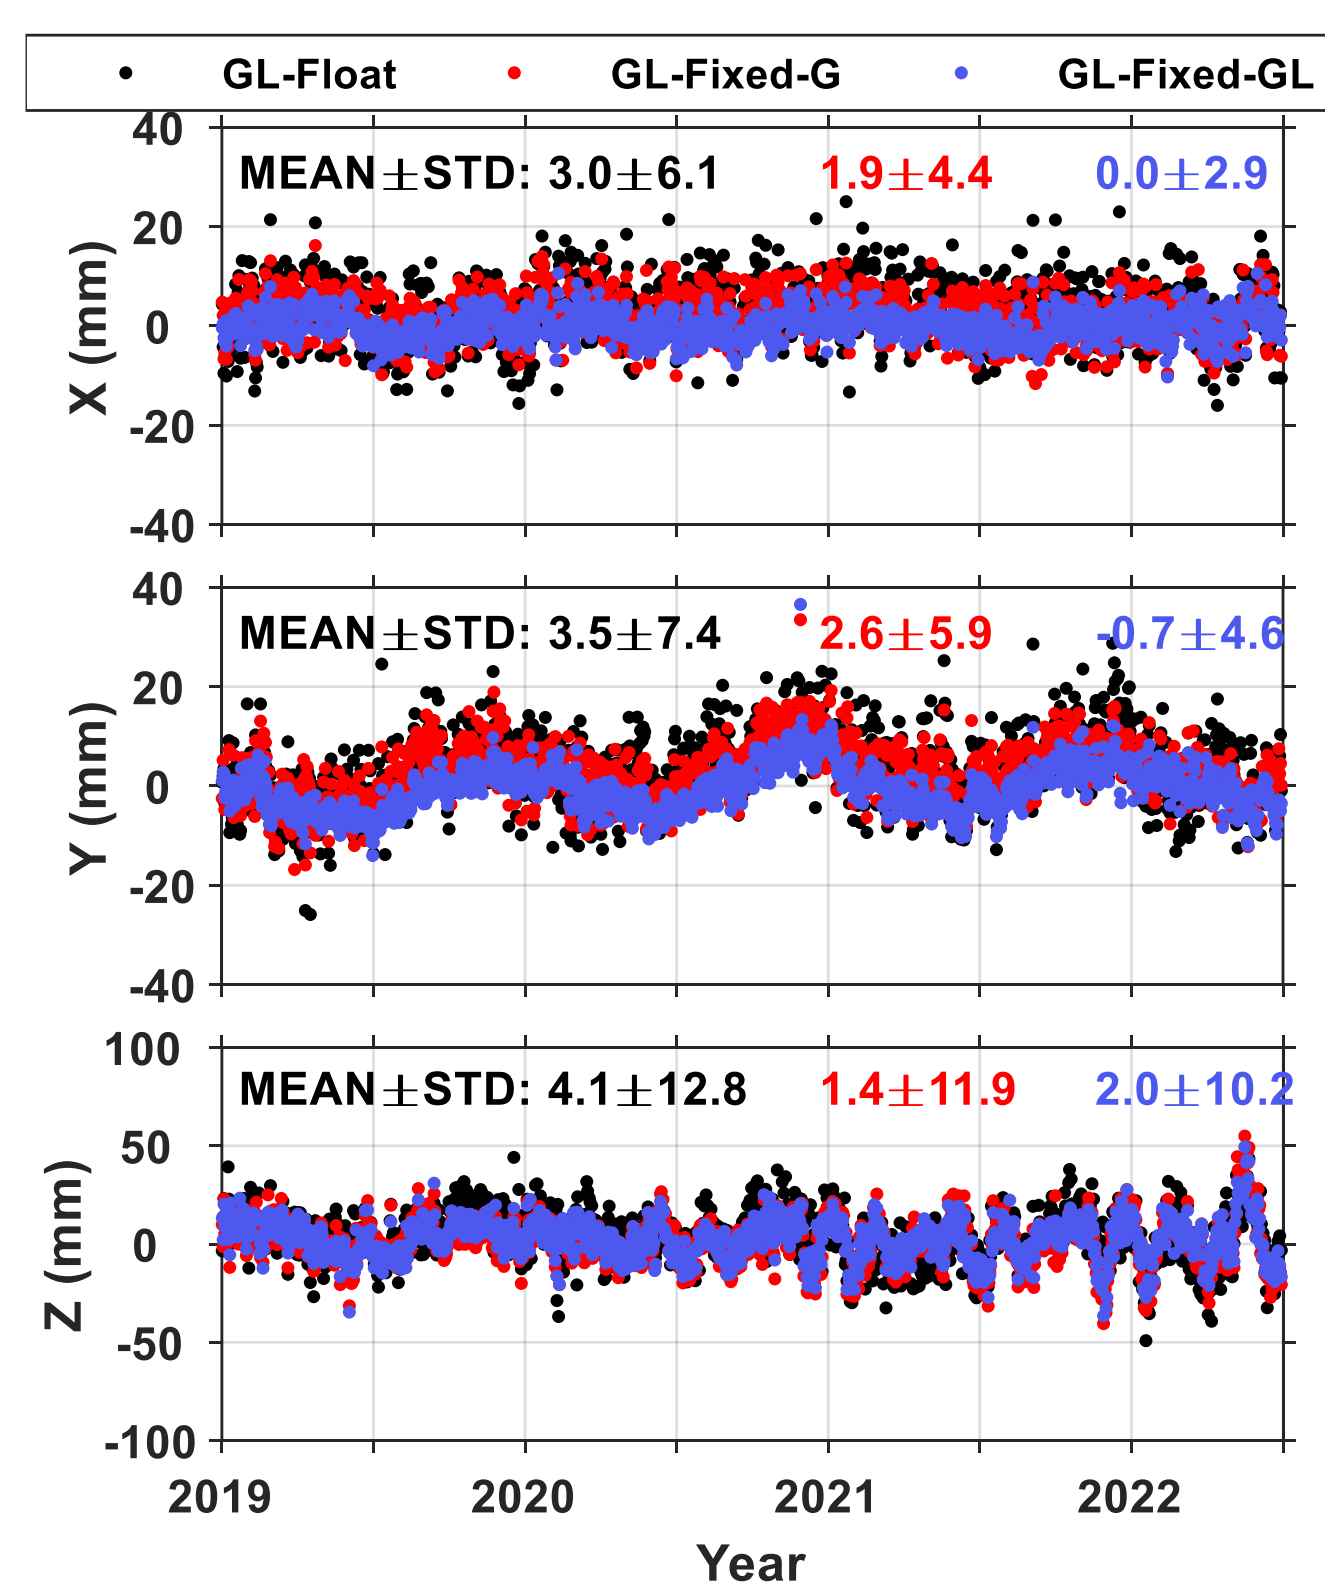 GL-Float GL-Fixed-G GL-Fixed-GL
40
MEAN±STD: 3.0±6.1 1.9±4.4 0.0±2.9
20
X (mm)
0
-20
-40
40
MEAN±STD: 3.5±7.4 2.6±5.9 -0.7±4.6
20
Y (mm)
0
-20
-40
100
MEAN±STD: 4.1±12.8 1.4±11.9 2.0±10.2
50
Z (mm)
0
-50
-100
2019 2020 2021 2022
Year